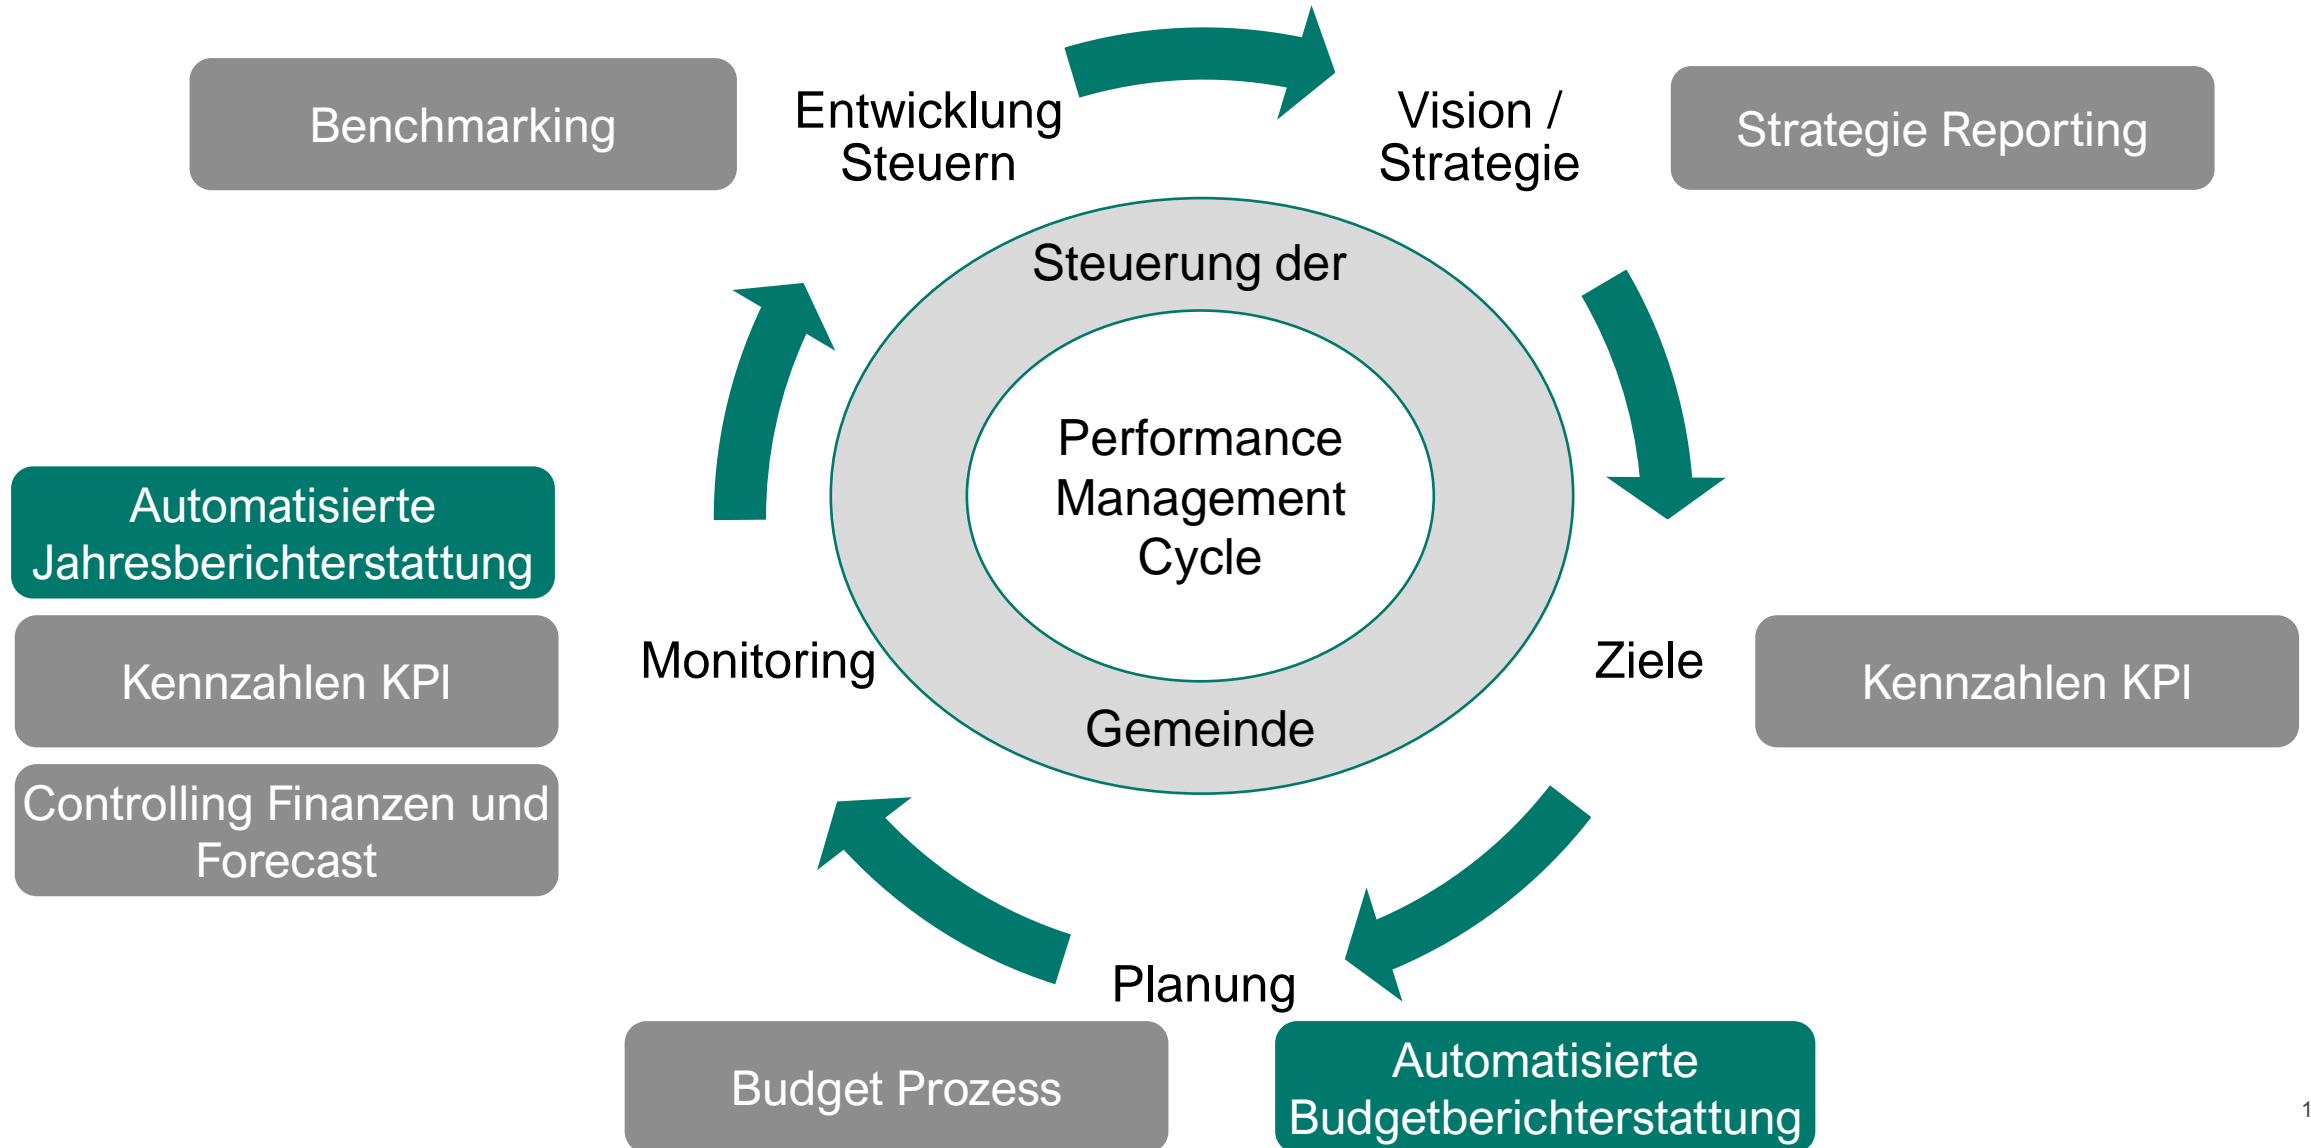 Benchmarking
Entwicklung
Steuern
Vision /
Strategie
Strategie Reporting
Steuerung der
Performance
Management
Cycle
Gemeinde
Automatisierte
Jahresberichterstattung
Kennzahlen KPI
Controlling Finanzen und
Forecast
Monitoring
Ziele
Kennzahlen KPI
Planung
Budget Prozess
Automatisierte
Budgetberichterstattung
1